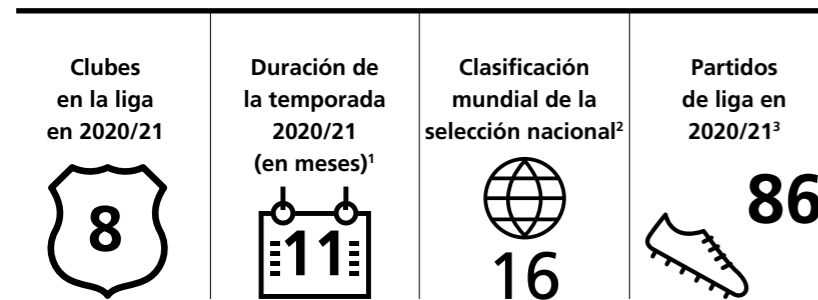 Clubes
en la liga
en 2020/21
8
Duración de
la temporada
2020/21
(en meses)¹
11
Clasificación
mundial de la
selección nacional²
16
Partidos
de liga en
2020/21³
86